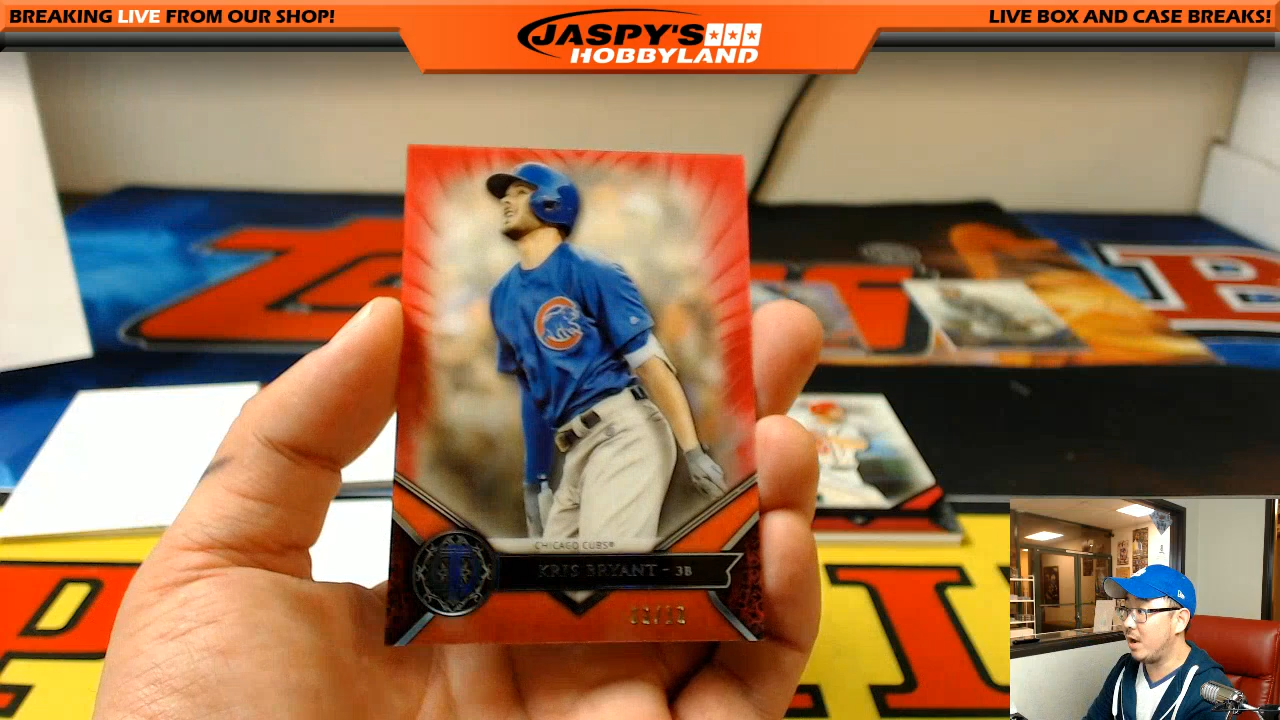 BREAKING LIVE FROM OUR SHOP!
JASPY'S
HOBBYLAND
LIVE BOX AND CASE BREAKS!
CHICAGO CUBS®
KRIS BRYANT - 3B